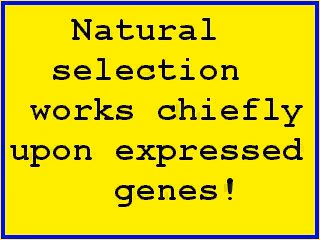 Natural
selection
works chiefly
upon expressed
genes!